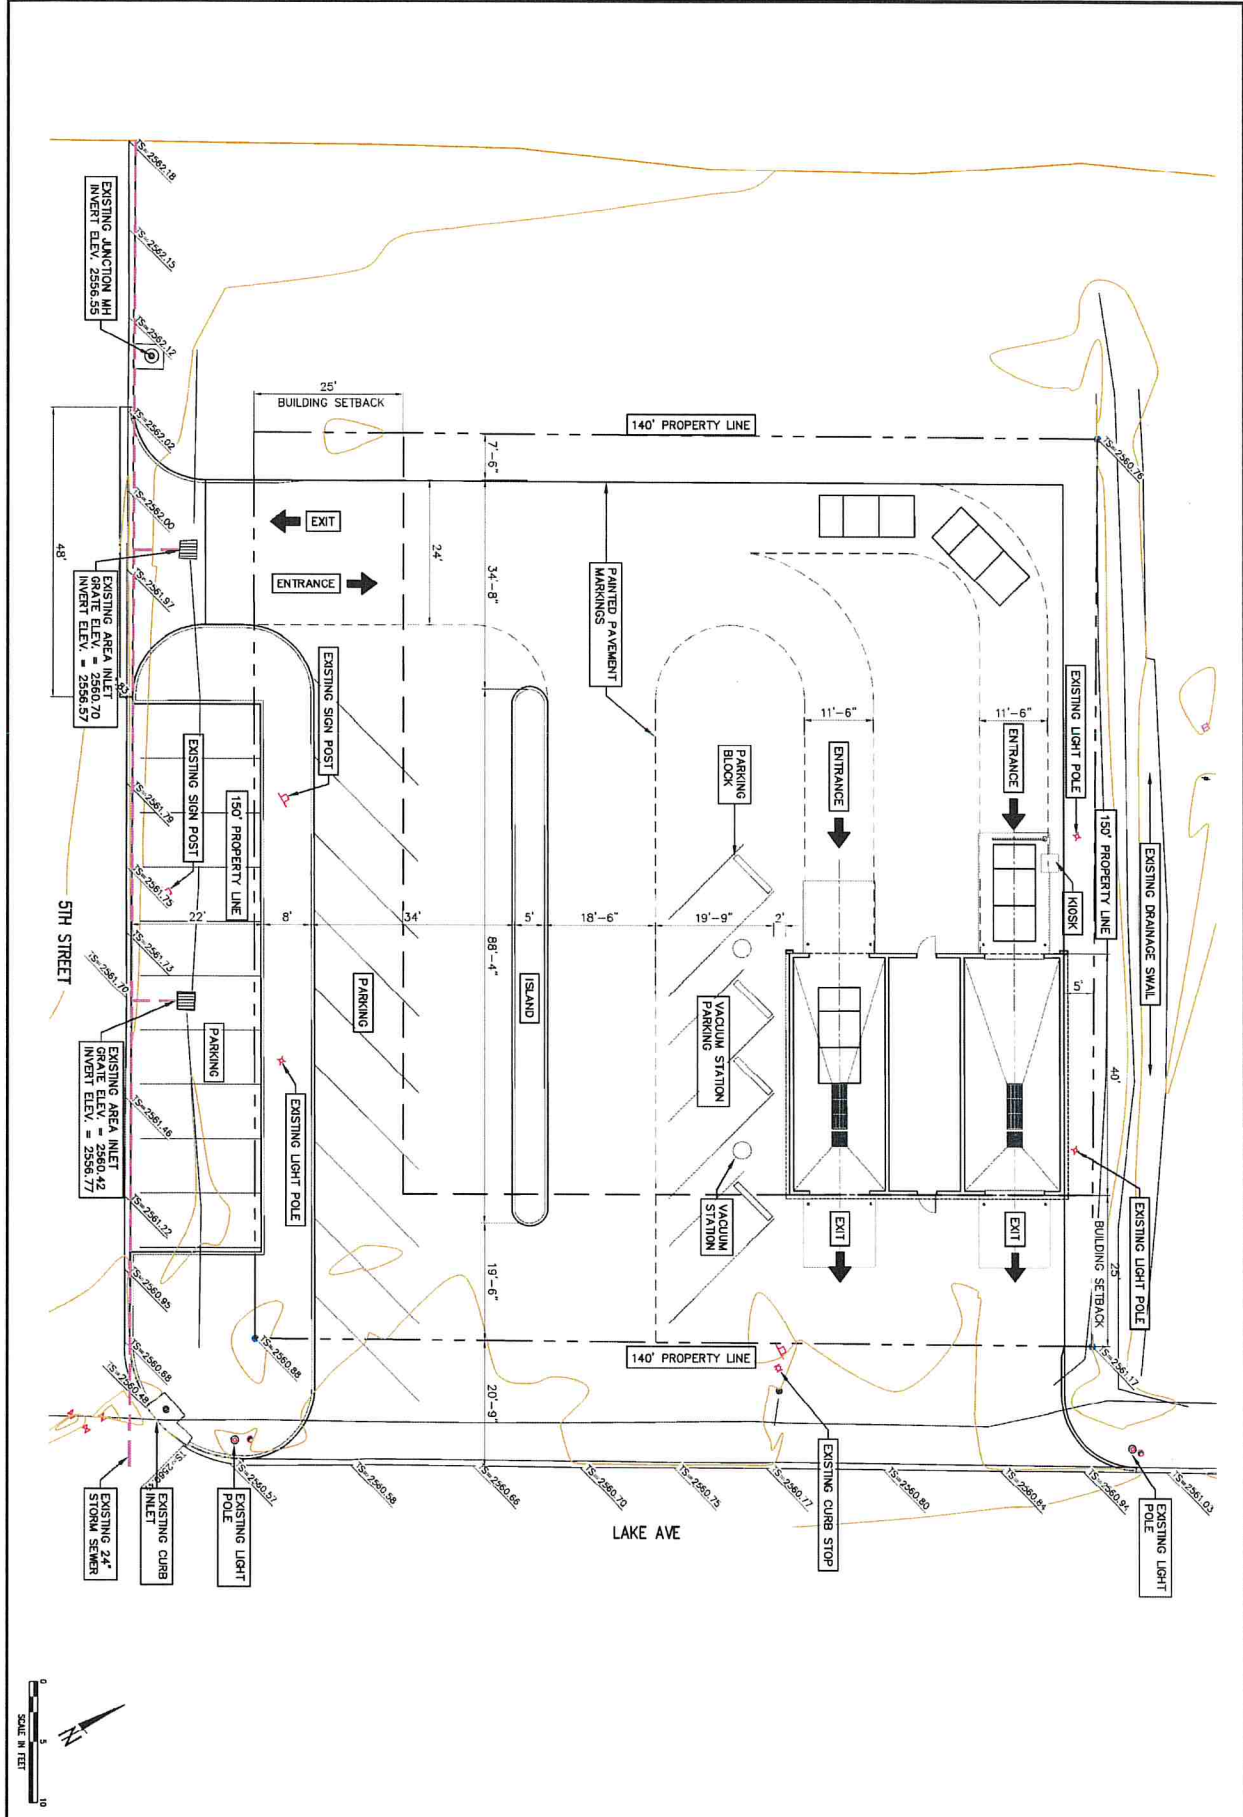 TS=2562.18
TS=2562.15
TS=2562.12
EXISTING JUNCTION MH
INVERT ELEV. 2556.55
TS=2562.02
TS=2562.00
TS=2561.97
48'
EXISTING AREA INLET
GRATE ELEV. = 2560.70
INVERT ELEV. = 2556.57
25'
BUILDING SETBACK
140' PROPERTY LINE
7'-6"
EXIT
ENTRANCE
24'
34'-8"
PAINTED PAVEMENT
MARKINGS
TS=2560.76
EXISTING SIGN POST
EXISTING SIGN POST
150' PROPERTY LINE
TS=2561.79
TS=2561.75
TS=2561.73
TS=2561.70
5TH STREET
22'
8'
34'
5'
18'-6"
19'-9"
2'
88'-4"
PARKING
ISLAND
PARKING
PARKING
BLOCK
VACUUM STATION
PARKING
VACUUM
STATION
11'-6"
ENTRANCE
11'-6"
ENTRANCE
EXISTING LIGHT POLE
150' PROPERTY LINE
EXISTING DRAINAGE SWAIL
KIOSK
5'
40'
EXIT
EXIT
25'
BUILDING SETBACK
EXISTING LIGHT POLE
EXISTING LIGHT POLE
EXISTING AREA INLET
GRATE ELEV. = 2560.42
INVERT ELEV. = 2556.77
TS=2561.46
TS=2561.22
TS=2560.95
TS=2560.68
TS=2560.48
TS=2560.88
19'-6"
20'-9"
140' PROPERTY LINE
TS=2561.17
TS=2560.57
TS=2560.58
TS=2560.66
TS=2560.70
TS=2560.75
TS=2560.77
TS=2560.80
TS=2560.84
TS=2560.94
TS=2561.03
LAKE AVE
EXISTING CURB STOP
EXISTING LIGHT
POLE
EXISTING LIGHT
POLE
EXISTING CURB
INLET
EXISTING 24"
STORM SEWER
N
0
5
10
SCALE IN FEET